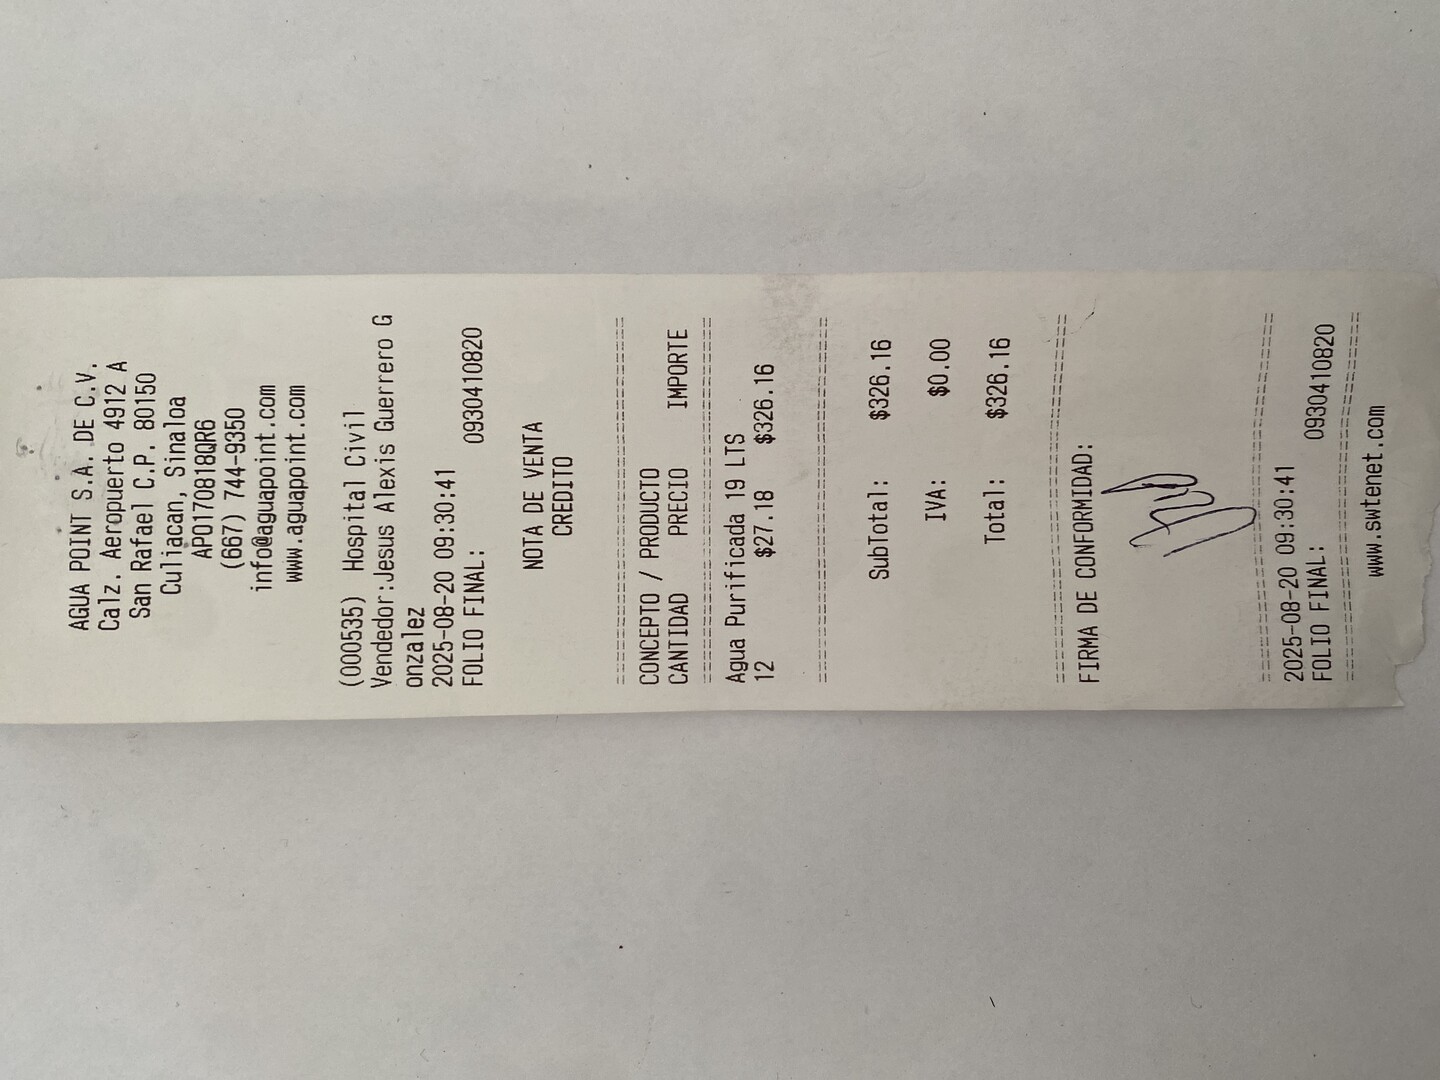 AGUA POINT S.A. DE C.V.
Calz. Aeropuerto 4912 A
San Rafael C.P. 80150
Culiacan, Sinaloa
APO170818QR6
(667) 744-9350
info@aguapoint.com
www.aguapoint.com
(000535) Hospital Civil
Vendedor:Jesus Alexis Guerrero G
onzalez
2025-08-20 09:30:41
FOLIO FINAL: 0930410820
NOTA DE VENTA
CREDITO
================================
CONCEPTO / PRODUCTO
CANTIDAD PRECIO IMPORTE
================================
Agua Purificada 19 LTS
12 $27.18 $326.16
================================
SubTotal: $326.16
IVA: $0.00
Total: $326.16
================================
FIRMA DE CONFORMIDAD:
================================
2025-08-20 09:30:41
FOLIO FINAL: 0930410820
================================
www.swtenet.com